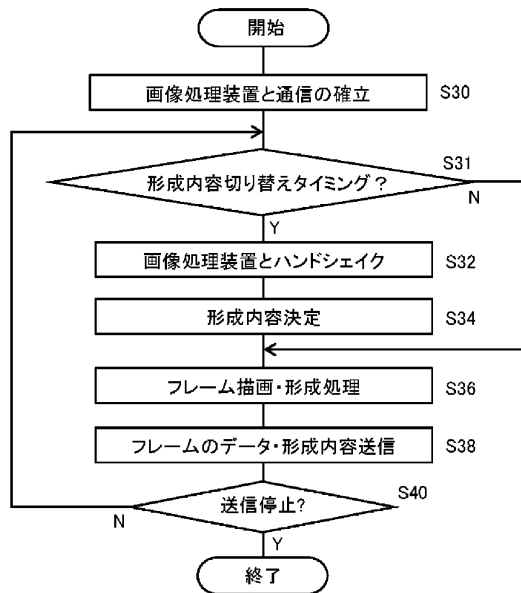 開始
画像処理装置と通信の確立 S30
S31
形成内容切り替えタイミング?
N
Y
画像処理装置とハンドシェイク S32
形成内容決定 S34
フレーム描画・形成処理 S36
フレームのデータ・形成内容送信 S38
S40
送信停止?
N
Y
終了